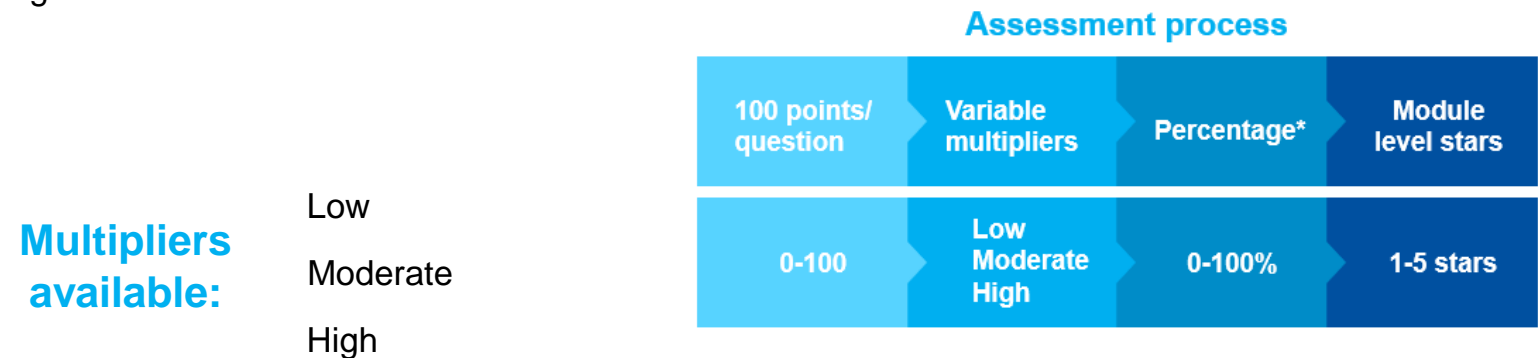 Assessment process
100 points/
question
Variable
multipliers
Percentage*
Module
level stars
Multipliers
available:
Low
Moderate
High
0-100
Low
Moderate
High
0-100%
1-5 stars